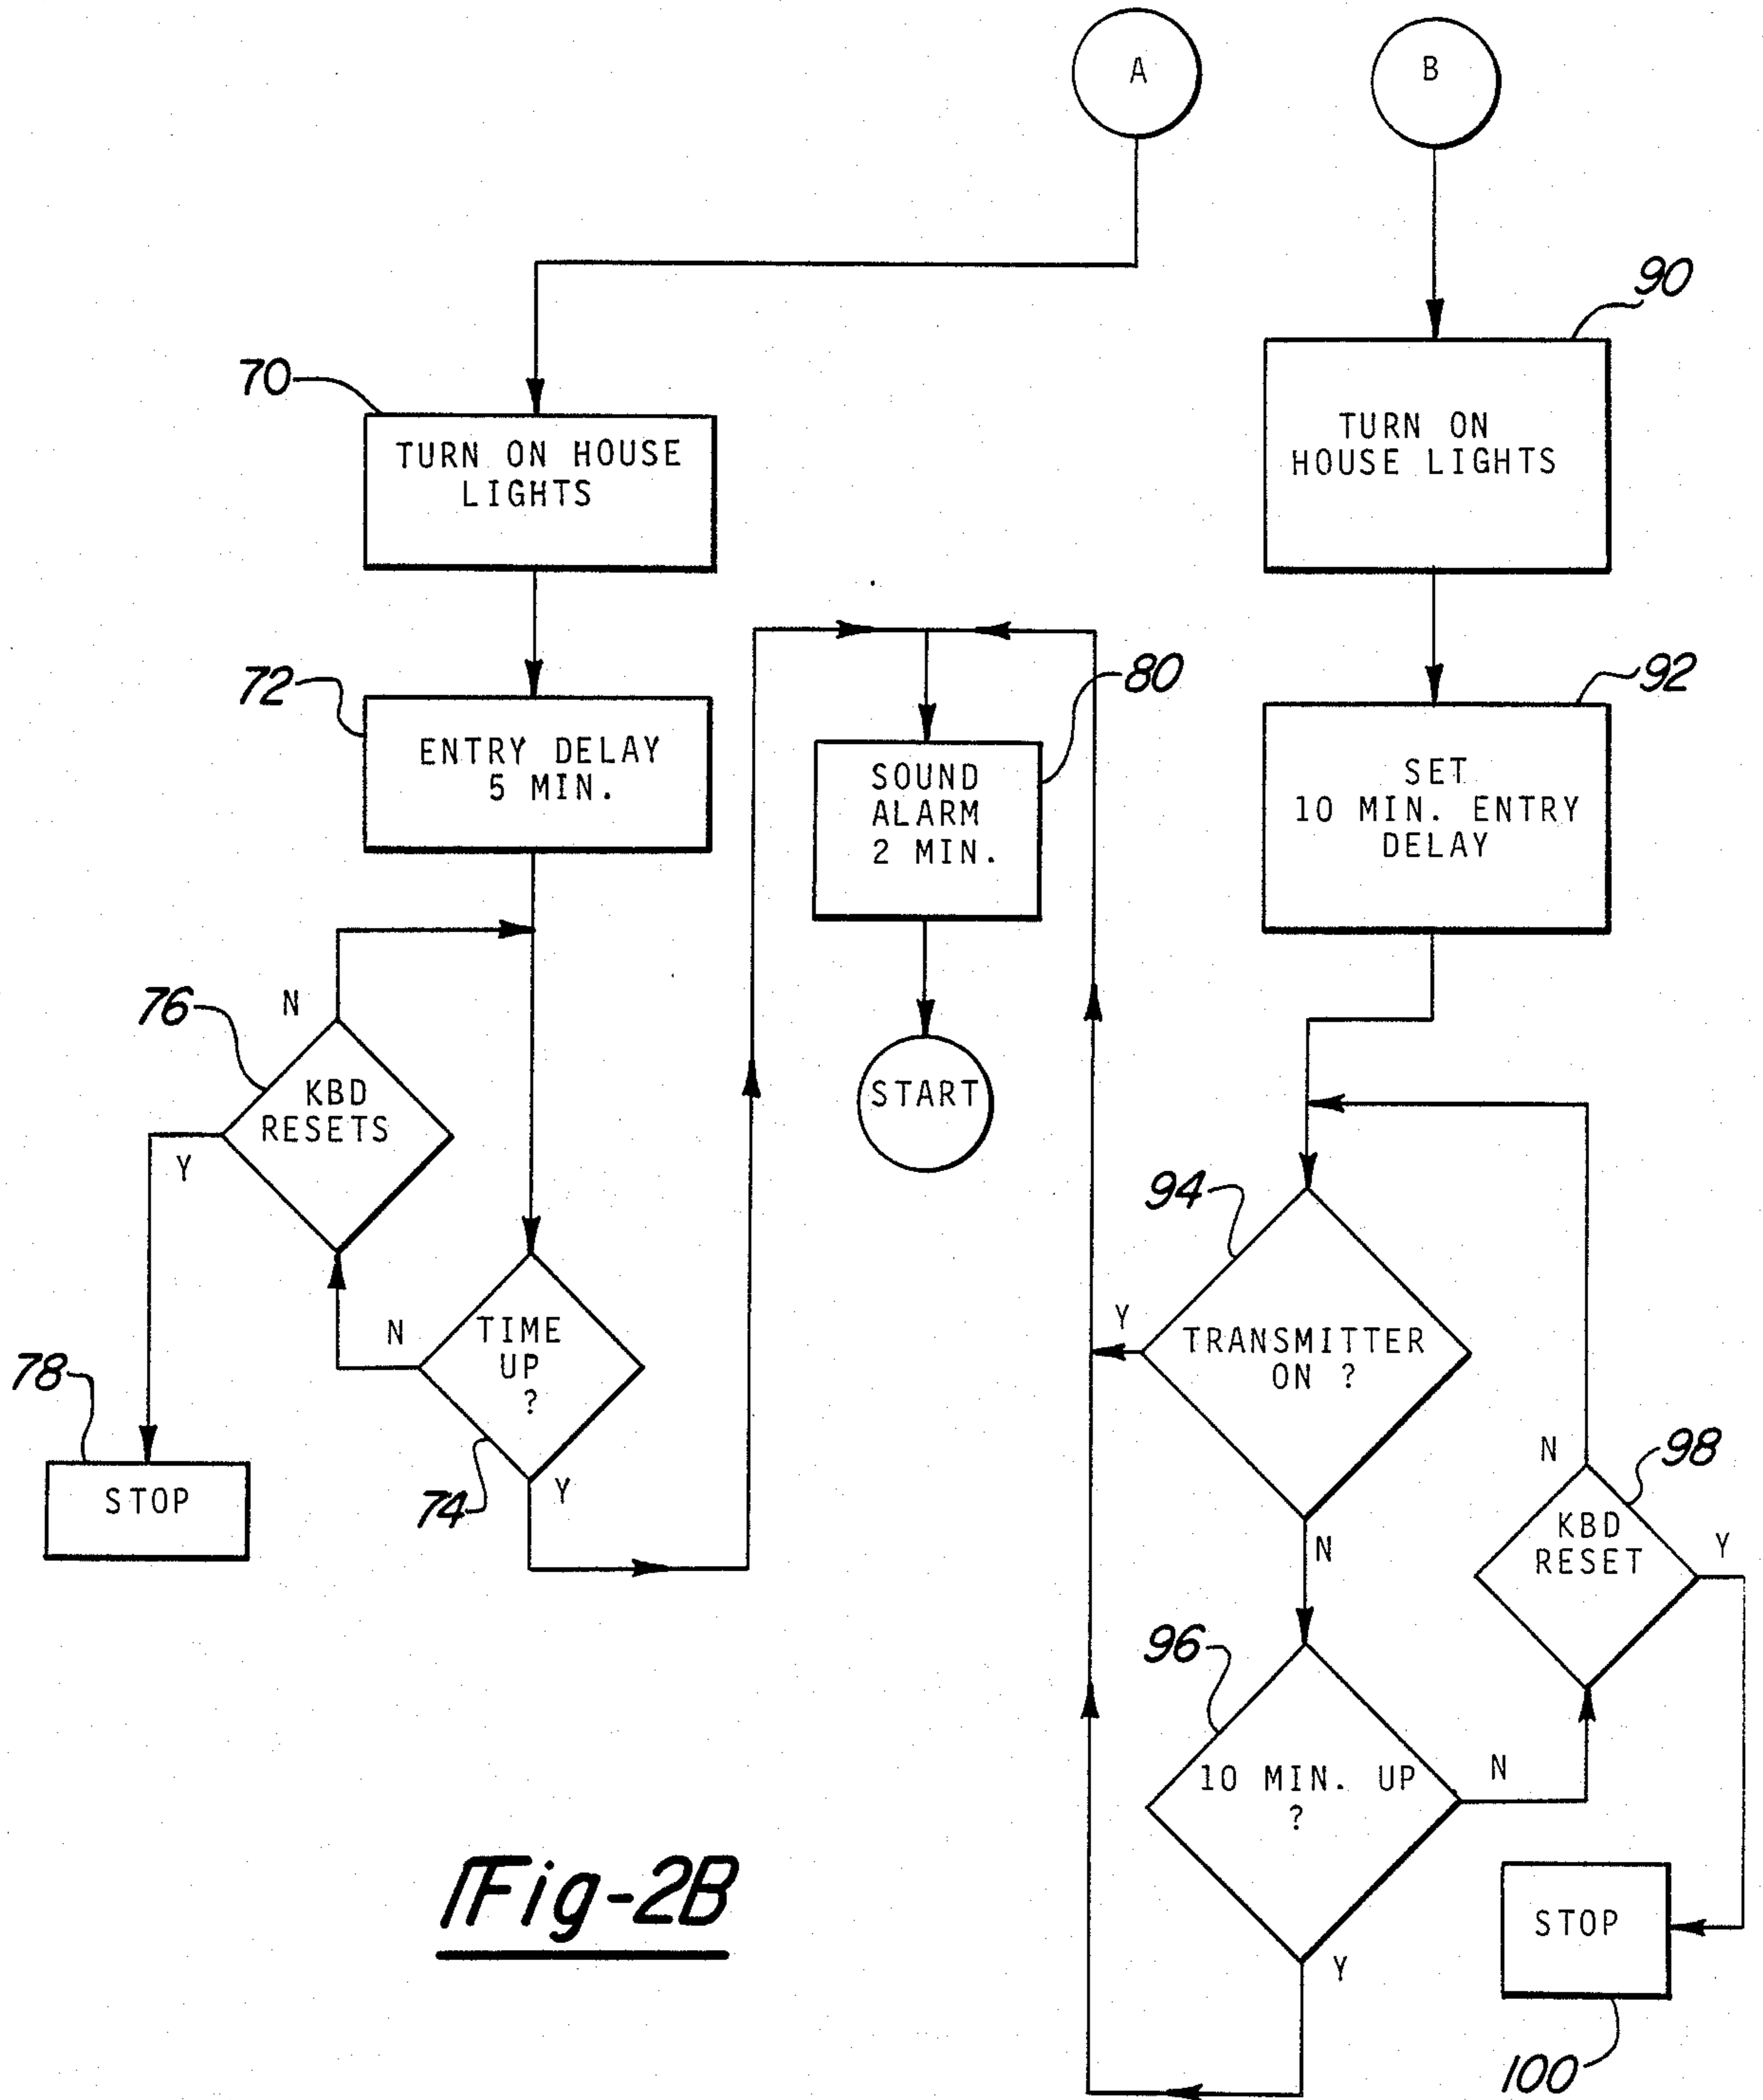 A
B
90
70
TURN ON HOUSE
LIGHTS
TURN ON
HOUSE LIGHTS
72
ENTRY DELAY
5 MIN.
80
SOUND
ALARM
2 MIN.
92
SET
10 MIN. ENTRY
DELAY
76
N
KBD
RESETS
Y
START
94
Y
TRANSMITTER
ON ?
N
N
TIME
UP
?
74
Y
78
STOP
N
98
KBD
RESET
Y
96
10 MIN. UP
?
N
Y
STOP
100
Fig-2B